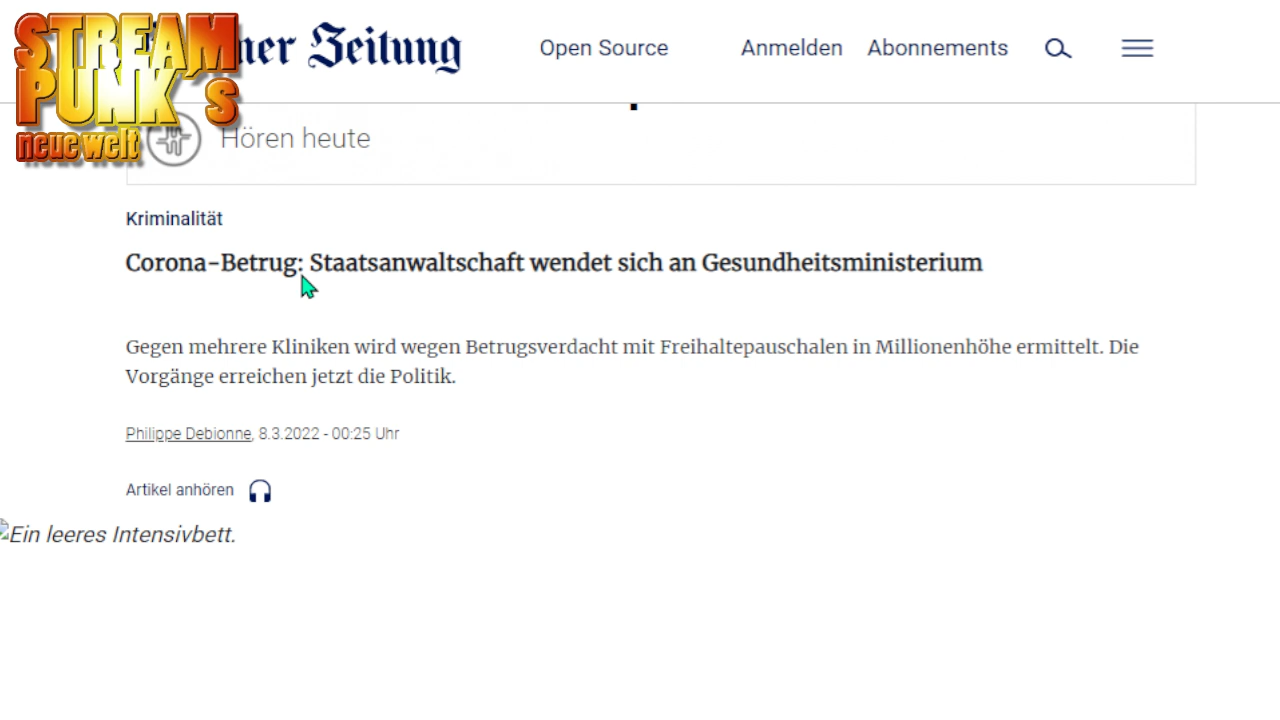 STREAM
PUNK´s
neue welt
ner Zeitung
Open Source
Anmelden
Abonnements
Hören heute
Kriminalität
Corona-Betrug: Staatsanwaltschaft wendet sich an Gesundheitsministerium
Gegen mehrere Kliniken wird wegen Betrugsverdacht mit Freihaltepauschalen in Millionenhöhe ermittelt. Die
Vorgänge erreichen jetzt die Politik.
Philippe Debionne, 8.3.2022 - 00:25 Uhr
Artikel anhören
Ein leeres Intensivbett.